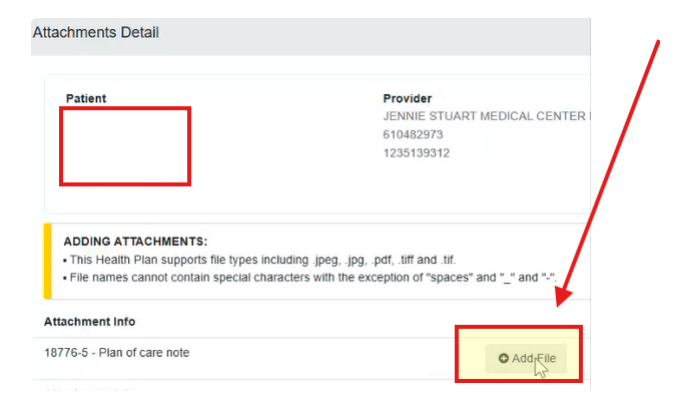 Attachments Detail
Patient
Provider
JENNIE STUART MEDICAL CENTER
610482973
1235139312
ADDING ATTACHMENTS:
• This Health Plan supports file types including .jpeg, .jpg, .pdf, .tiff and .tif.
• File names cannot contain special characters with the exception of "spaces" and "_" and "-".
Attachment Info
18776-5 - Plan of care note
Add File